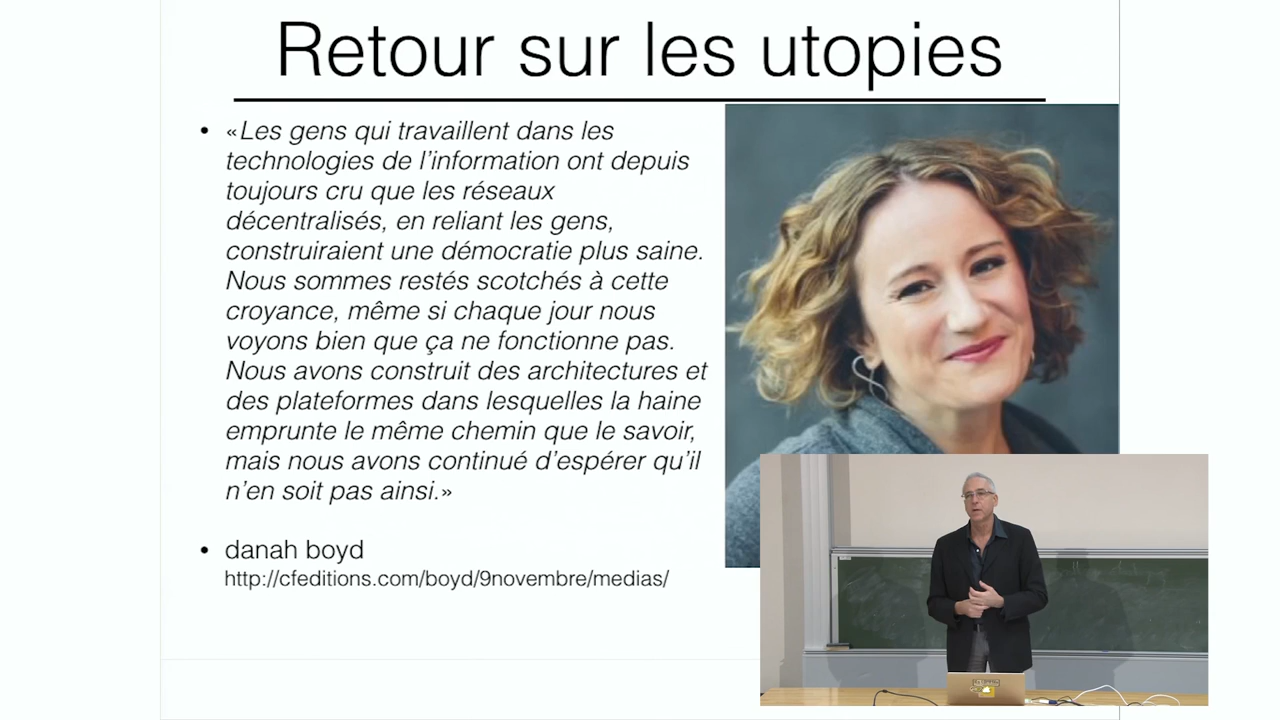 Retour sur les utopies
• «Les gens qui travaillent dans les
technologies de l’information ont depuis
toujours cru que les réseaux
décentralisés, en reliant les gens,
construiraient une démocratie plus saine.
Nous sommes restés scotchés à cette
croyance, même si chaque jour nous
voyons bien que ça ne fonctionne pas.
Nous avons construit des architectures et
des plateformes dans lesquelles la haine
emprunte le même chemin que le savoir,
mais nous avons continué d’espérer qu’il
n’en soit pas ainsi.»
• danah boyd
http://cfeditions.com/boyd/9novembre/medias/